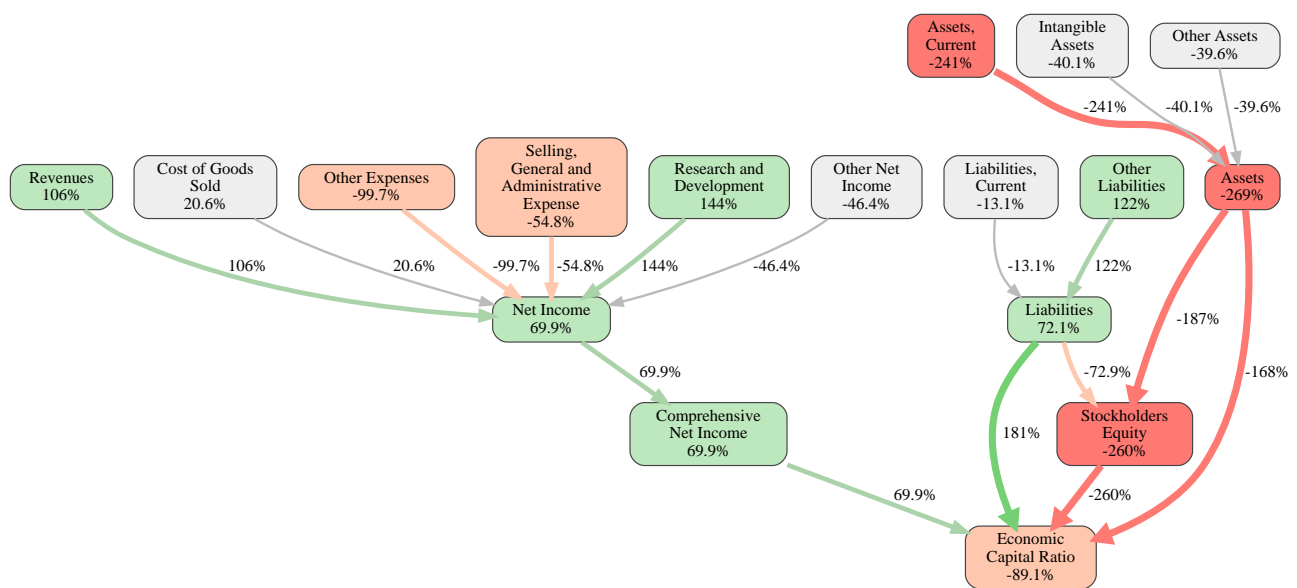 Assets,
Current
-241%
Intangible
Assets
-40.1%
Other Assets
-39.6%
-241%
-40.1%
-39.6%
Revenues
106%
Cost of Goods
Sold
20.6%
Other Expenses
-99.7%
Selling,
General and
Administrative
Expense
-54.8%
Research and
Development
144%
Other Net
Income
-46.4%
Liabilities,
Current
-13.1%
Other
Liabilities
122%
Assets
-269%
106%
20.6%
-99.7%
-54.8%
144%
-46.4%
-13.1%
122%
Net Income
69.9%
Liabilities
72.1%
-187%
69.9%
-72.9%
-168%
Comprehensive
Net Income
69.9%
181%
Stockholders
Equity
-260%
69.9%
-260%
Economic
Capital Ratio
-89.1%